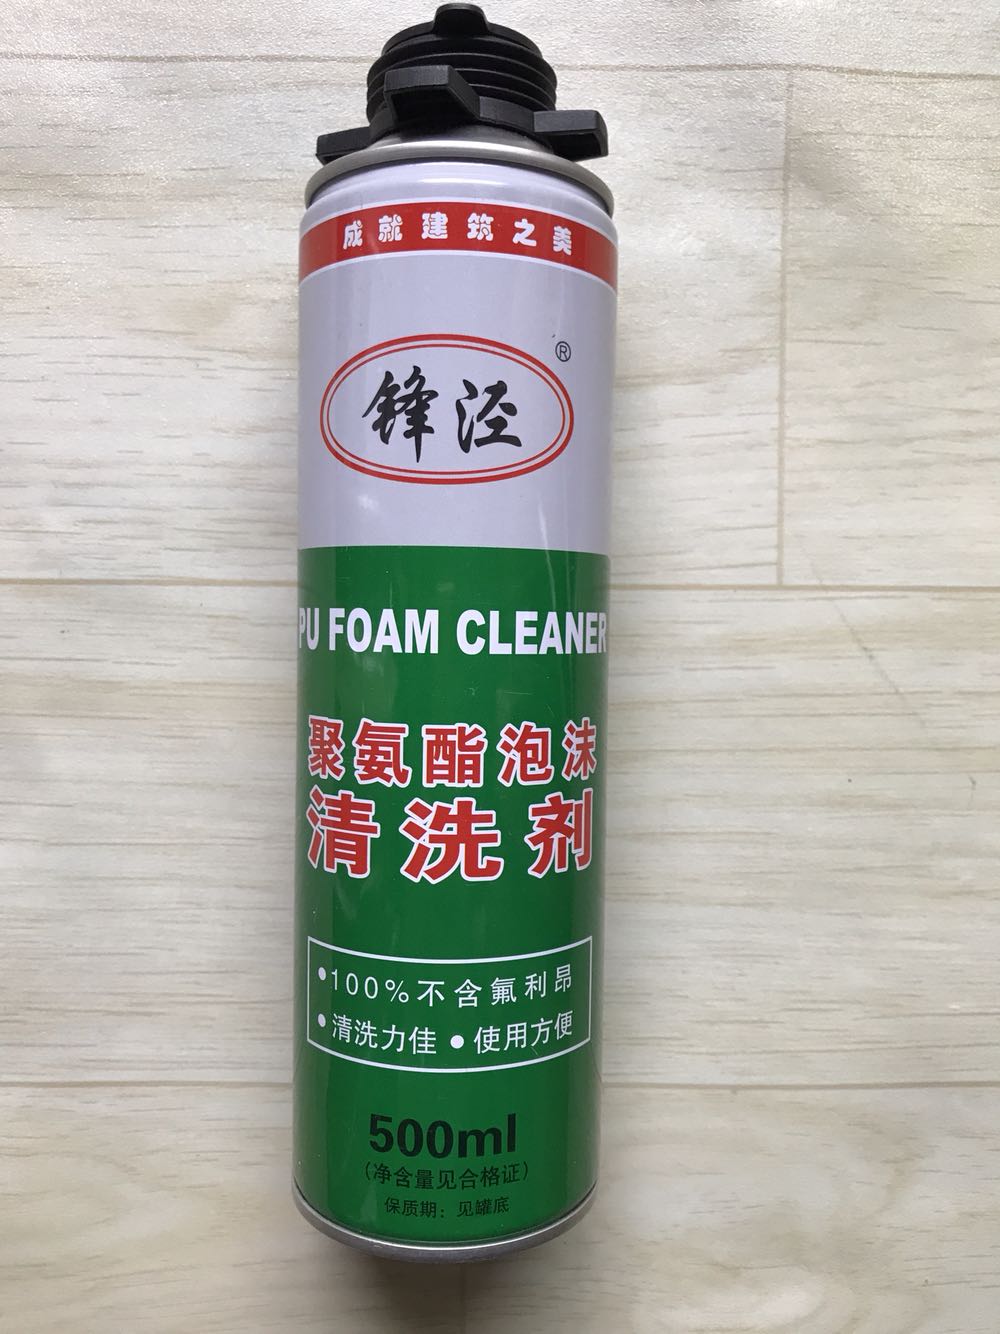 成就建筑之美
锋泾®
PU FOAM CLEANER
聚氨酯泡沫
清洗剂
•100%不含氟利昂
•清洗力佳 •使用方便
500ml
(净含量见合格证)
保质期：见罐底